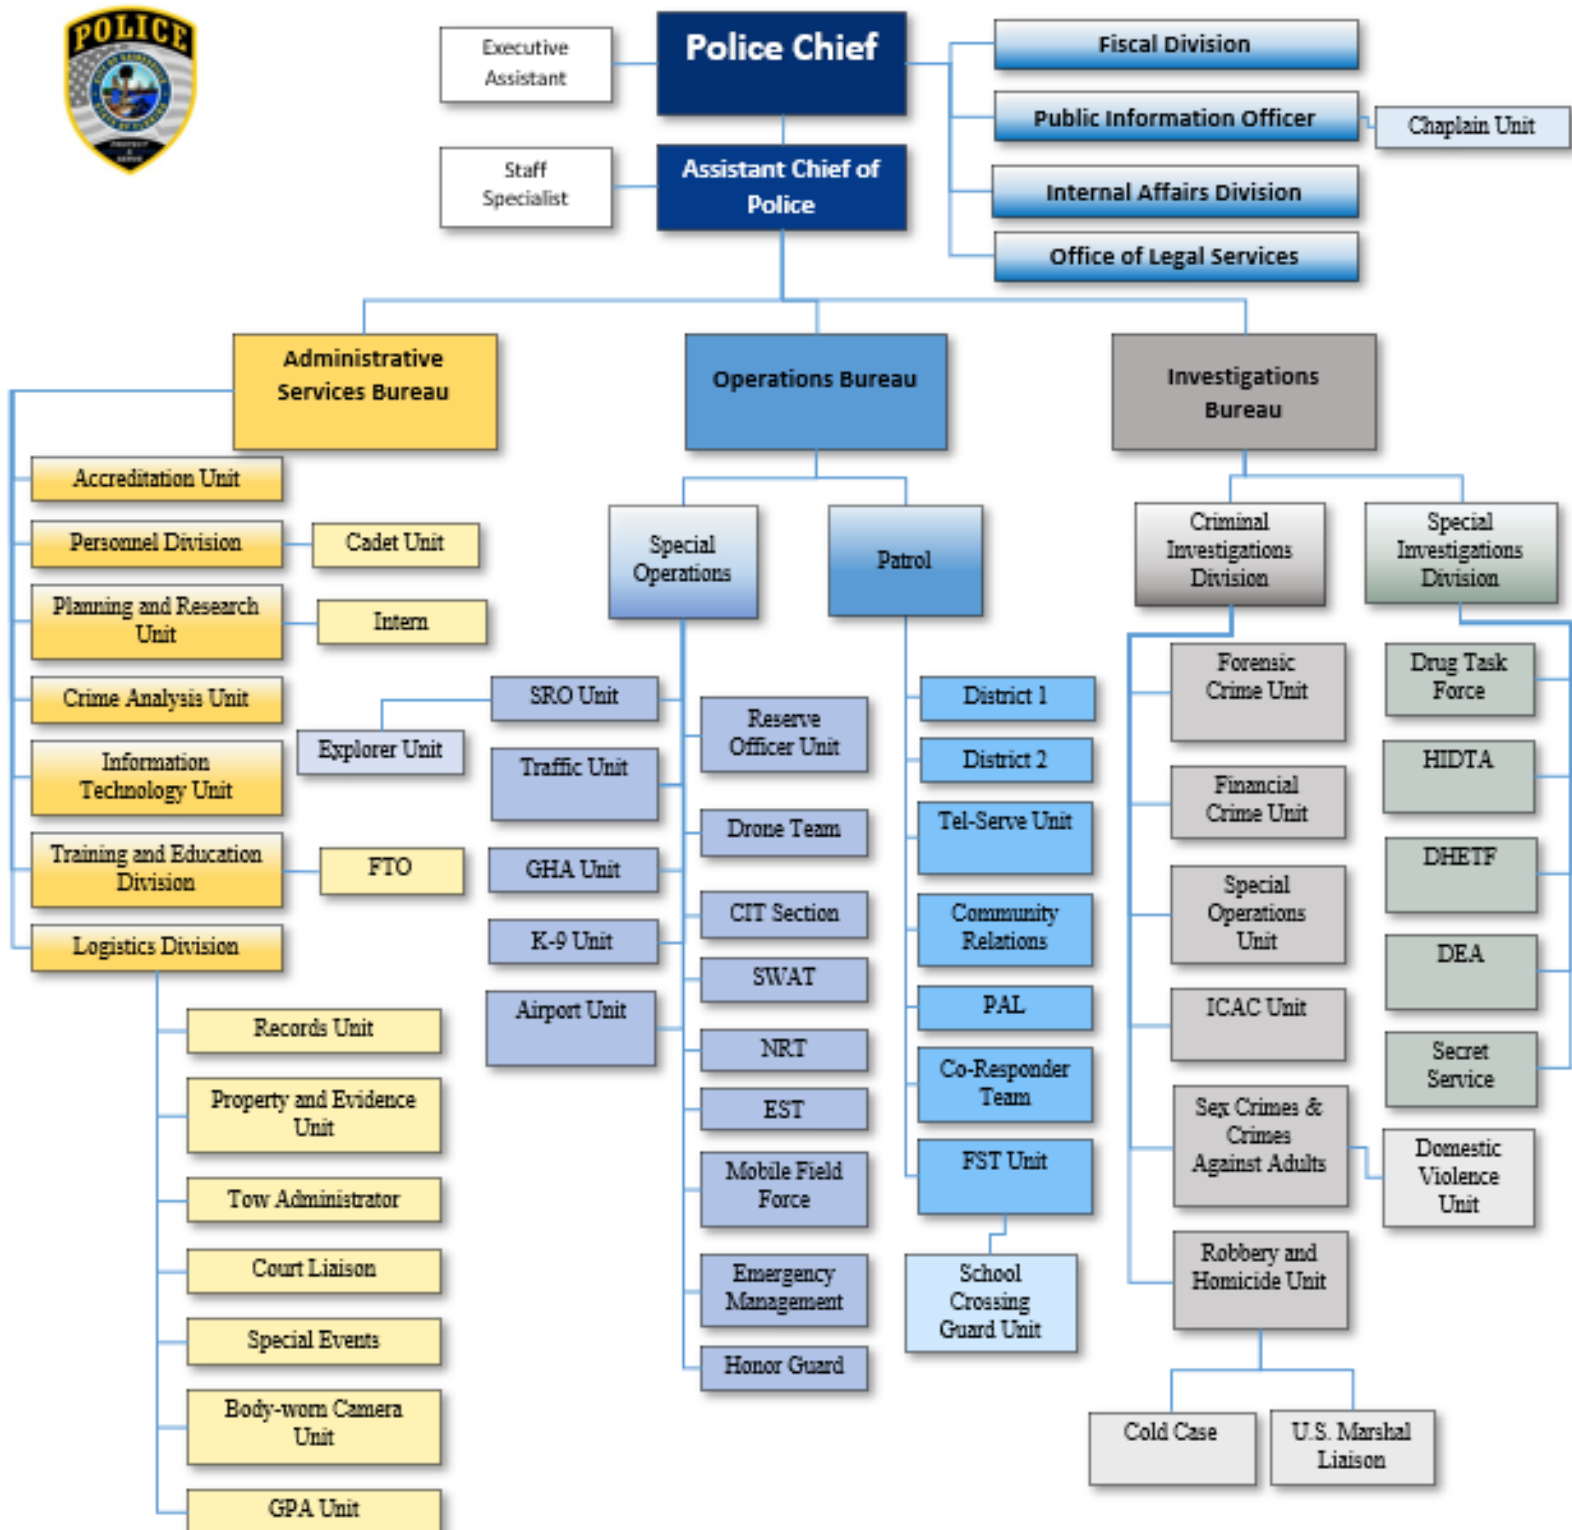 POLICE
Executive
Assistant
Police Chief
Fiscal Division
Public Information Officer
Chaplain Unit
Staff
Specialist
Assistant Chief of
Police
Internal Affairs Division
Office of Legal Services
Administrative
Services Bureau
Operations Bureau
Investigations
Bureau
Accreditation Unit
Personnel Division
Cadet Unit
Planning and Research
Unit
Intern
Crime Analysis Unit
Information
Technology Unit
Training and Education
Division
FTO
Logistics Division
Records Unit
Property and Evidence
Unit
Tow Administrator
Court Liaison
Special Events
Body-worn Camera
Unit
GPA Unit
Special
Operations
SRO Unit
Explorer Unit
Traffic Unit
GHA Unit
K-9 Unit
Airport Unit
Reserve
Officer Unit
Drone Team
CIT Section
SWAT
NRT
EST
Mobile Field
Force
Emergency
Management
Honor Guard
Patrol
District 1
District 2
Tel-Serve Unit
Community
Relations
PAL
Co-Responder
Team
FST Unit
School
Crossing
Guard Unit
Criminal
Investigations
Division
Forensic
Crime Unit
Financial
Crime Unit
Special
Operations
Unit
ICAC Unit
Sex Crimes &
Crimes
Against Adults
Domestic
Violence
Unit
Robbery and
Homicide Unit
Cold Case
U.S. Marshal
Liaison
Special
Investigations
Division
Drug Task
Force
HIDTA
DHETF
DEA
Secret
Service